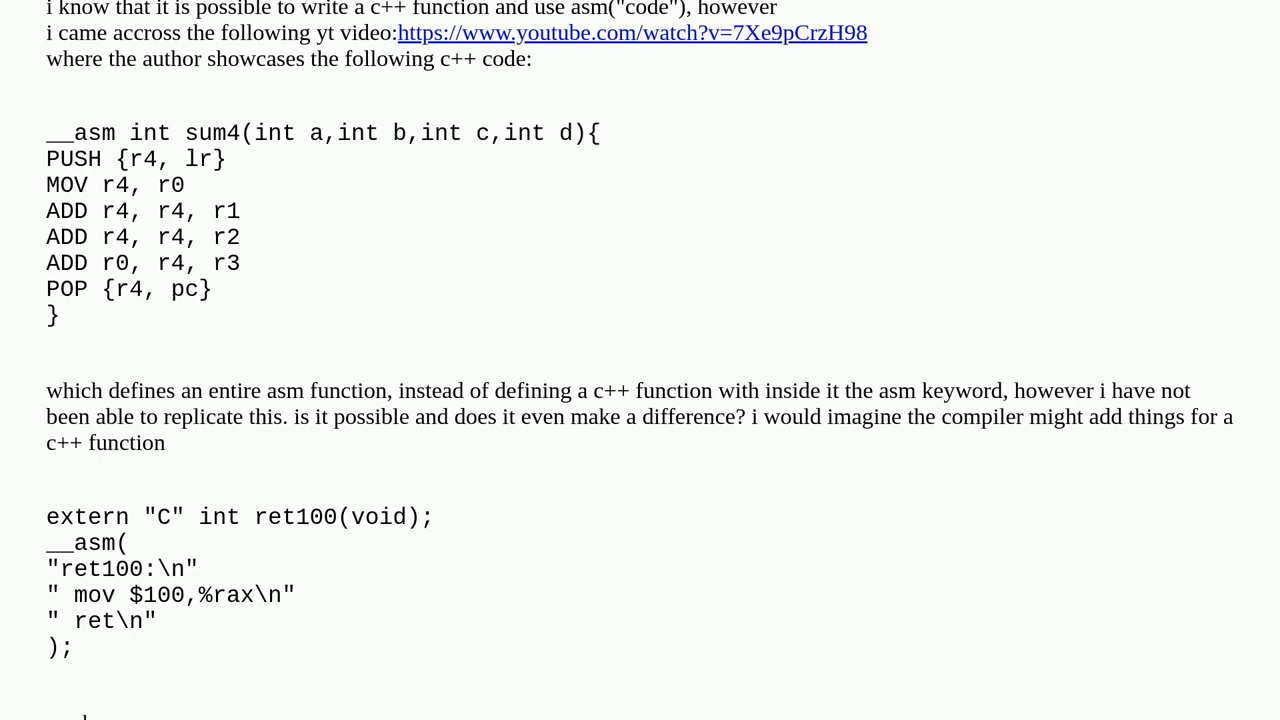 i know that it is possible to write a c++ function and use asm("code"), however
i came accross the following yt video:https://www.youtube.com/watch?v=7Xe9pCrzH98
where the author showcases the following c++ code:
__asm int sum4(int a,int b,int c,int d){
PUSH {r4, lr}
MOV r4, r0
ADD r4, r4, r1
ADD r4, r4, r2
ADD r0, r4, r3
POP {r4, pc}
}
which defines an entire asm function, instead of defining a c++ function with inside it the asm keyword, however i have not
been able to replicate this. is it possible and does it even make a difference? i would imagine the compiler might add things for a
c++ function
extern "C" int ret100(void);
__asm(
"ret100:\n"
" mov $100,%rax\n"
" ret\n"
);